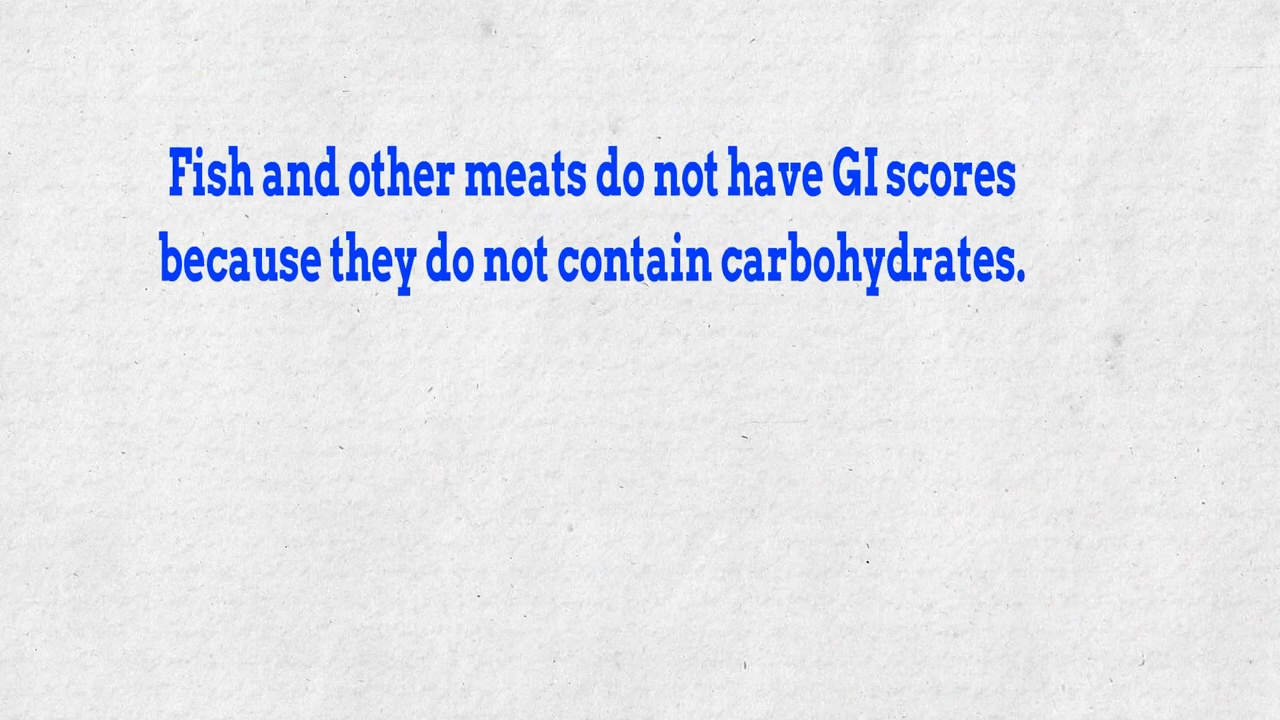 Fish and other meats do not have GI scores
because they do not contain carbohydrates.